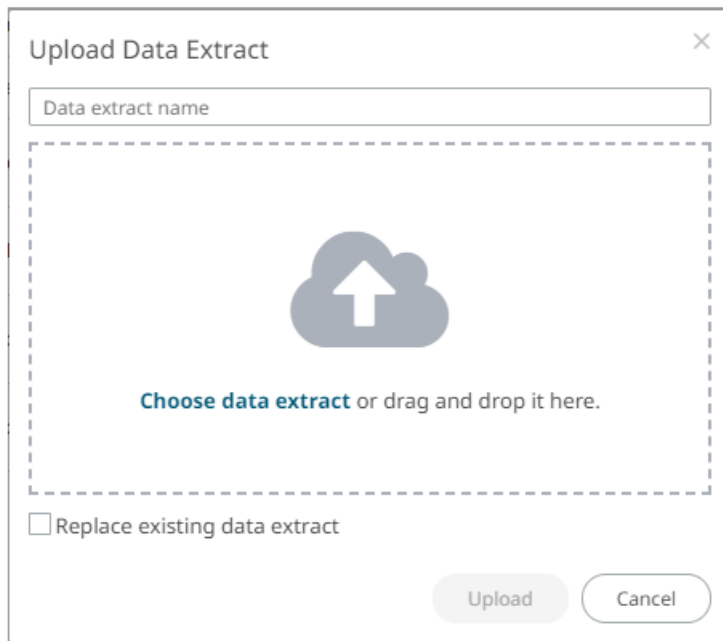 Upload Data Extract
Data extract name
Choose data extract or drag and drop it here.
Replace existing data extract
Upload Cancel